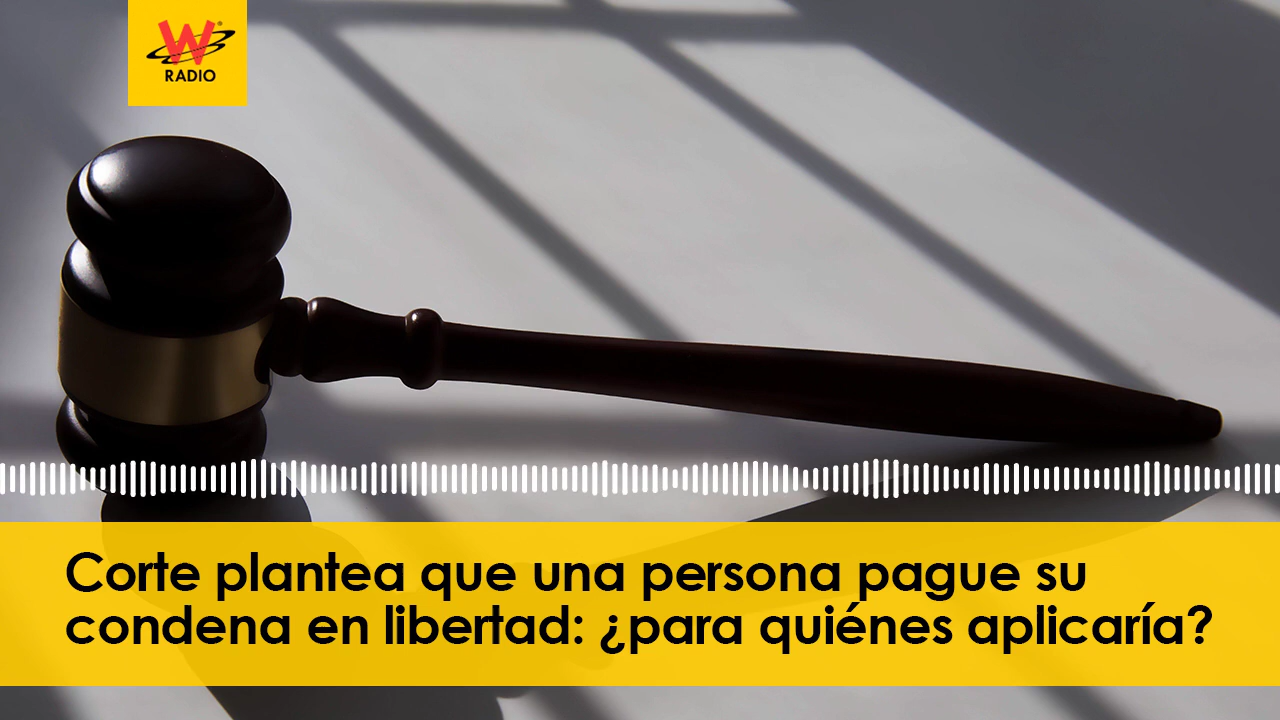 W
RADIO
Corte plantea que una persona pague su
condena en libertad: ¿para quiénes aplicaría?